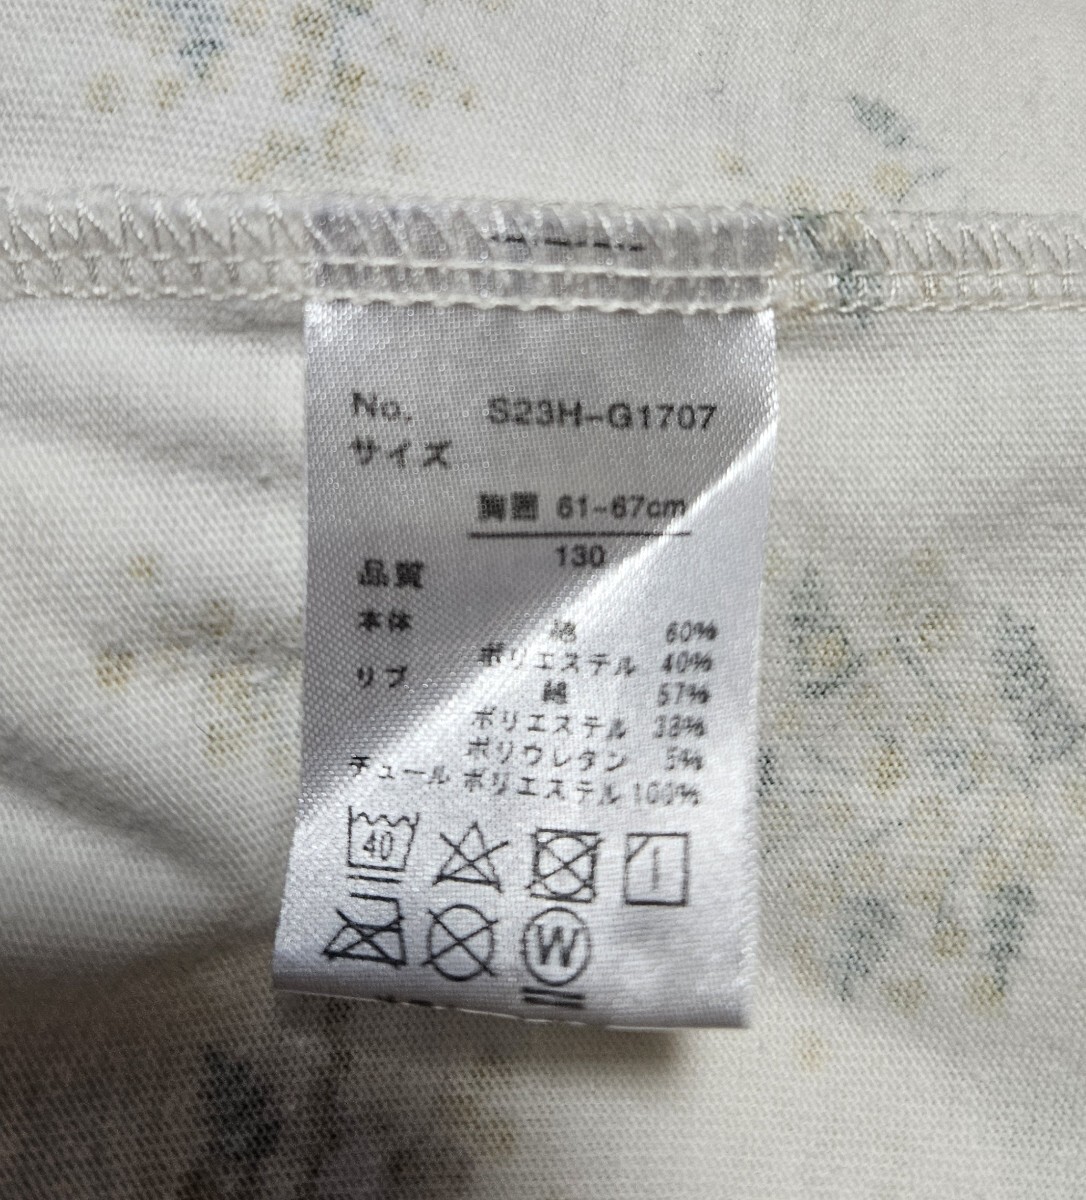 No. S23H-G1707
サイズ
胸囲 61-67cm
130
品質
本体 綿 60%
ポリエステル 40%
リブ 綿 57%
ポリエステル 38%
ポリウレタン 5%
チュール ポリエステル 100%
40
W